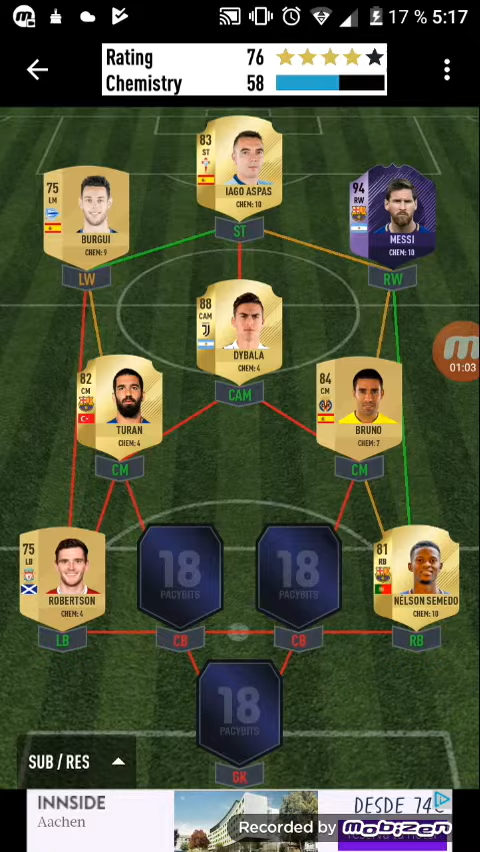 17 % 5:17
Rating 76
Chemistry 58
83
ST
IAGO ASPAS
CHEM: 10
ST
75
LM
BURGUI
CHEM: 9
LW
94
RW
MESSI
CHEM: 10
RW
88
CAM
DYBALA
CHEM: 4
CAM
01:03
82
CM
TURAN
CHEM: 4
CM
84
CM
BRUNO
CHEM: 7
CM
75
LB
ROBERTSON
CHEM: 4
LB
18
PACYBITS
CB
18
PACYBITS
CB
81
RB
NÉLSON SEMEDO
CHEM: 10
RB
18
PACYBITS
GK
SUB / RES
INNSIDE
Aachen
DESDE 74€
Recorded by Mobizen